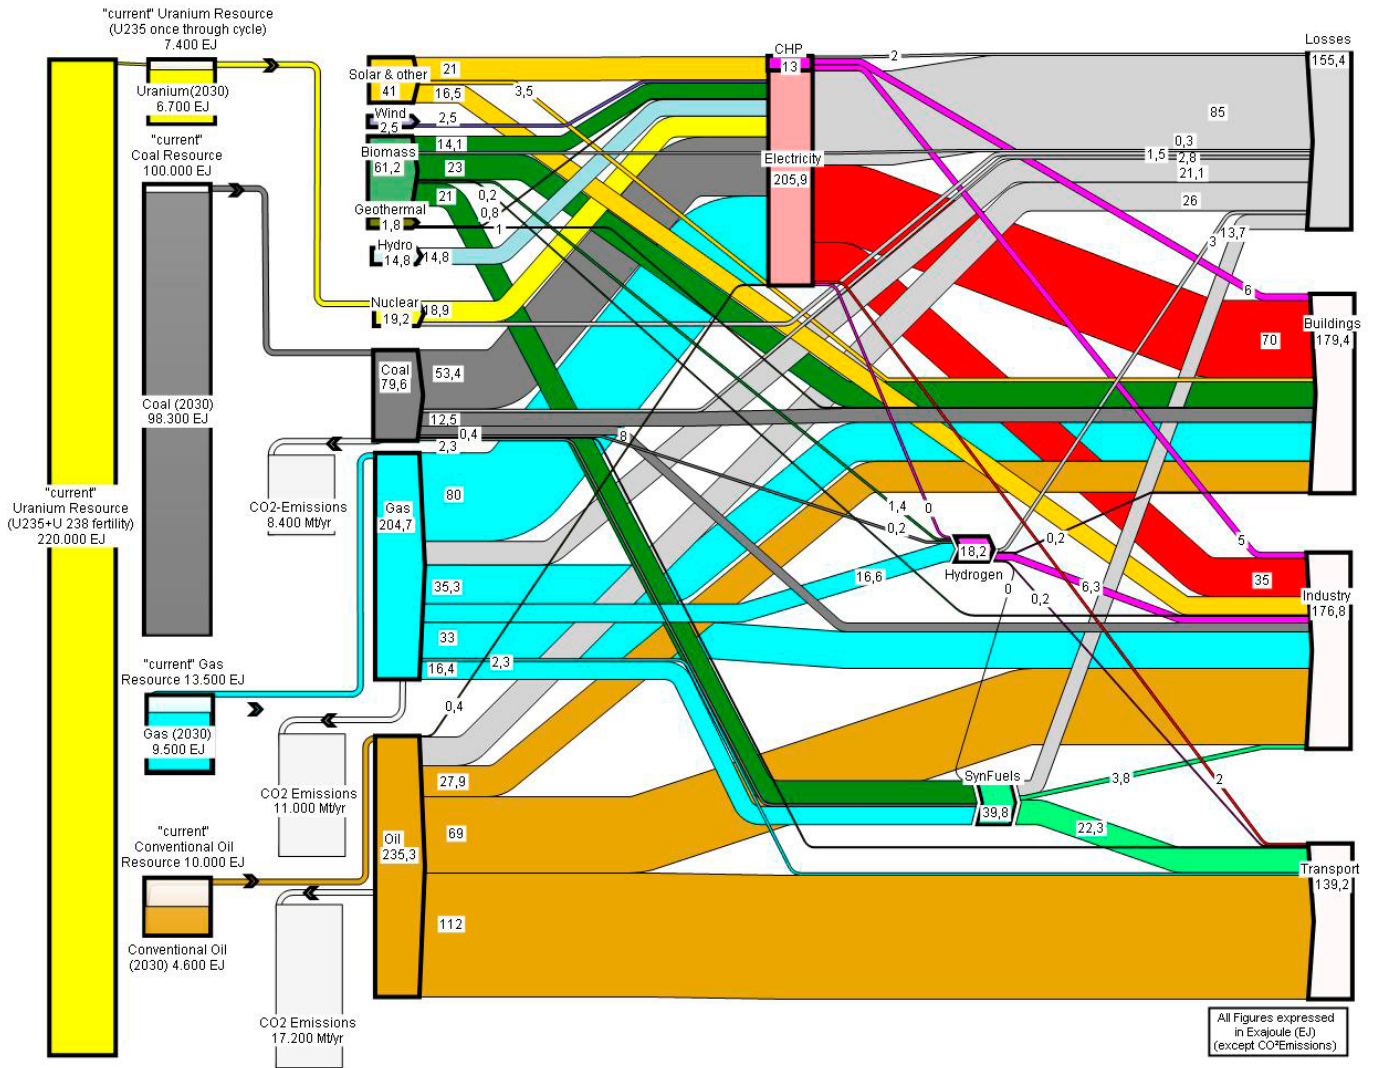 "current" Uranium Resource
(U235 once through cycle)
7.400 EJ
Uranium(2030)
6.700 EJ
"current"
Coal Resource
100.000 EJ
Coal (2030)
98.300 EJ
"current"
Uranium Resource
(U235+U 238 fertility)
220.000 EJ
CO2-Emissions
8.400 Mt/yr
"current" Gas
Resource 13.500 EJ
Gas (2030)
9.500 EJ
CO2 Emissions
11.000 Mt/yr
"current"
Conventional Oil
Resource 10.000 EJ
Conventional Oil
(2030) 4.600 EJ
CO2 Emissions
17.200 Mt/yr
Solar & other
41
Wind
2,5
Biomass
61,2
Geothermal
1,8
Hydro
14,8
Nuclear
19,2
Coal
79,6
Gas
204,7
Oil
235,3
21
16,5
3,5
2,5
14,1
23
21
0,2
0,8
1
14,8
18,9
53,4
12,5
0,4
2,3
8
80
35,3
33
16,4
2,3
0,4
27,9
69
112
CHP
13
Electricity
205,9
2
85
0,3
1,5
2,8
21,1
26
3
13,7
6
70
0
1,4
0,2
16,6
18,2
Hydrogen
0,2
6,3
0
0,2
5
35
SynFuels
39,8
3,8
2
22,3
Losses
155,4
Buildings
179,4
Industry
176,8
Transport
139,2
All Figures expressed
in Exajoule (EJ)
(except CO²Emissions)